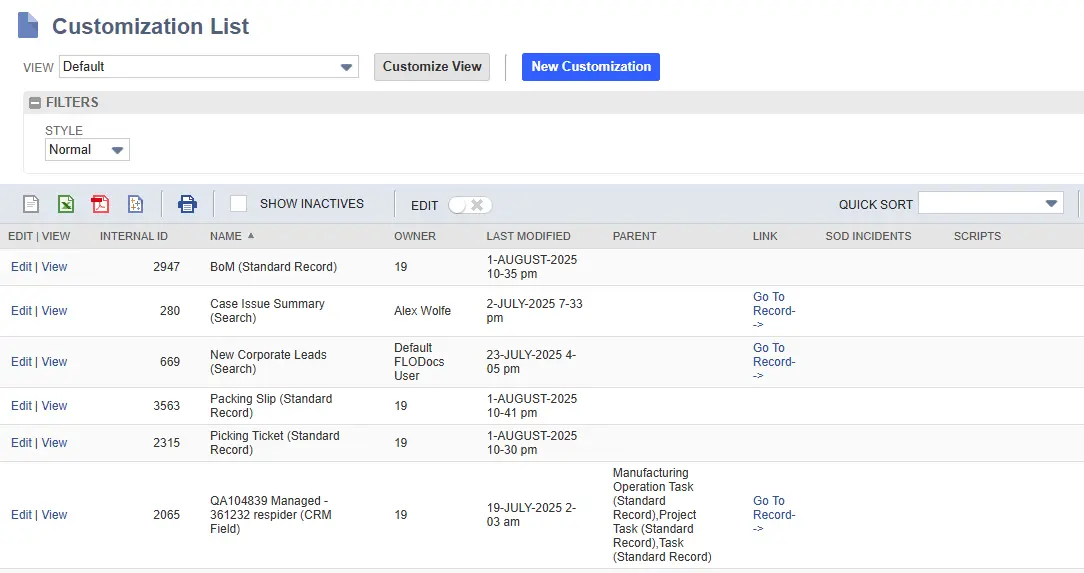 Customization List
VIEW Default Customize View New Customization
FILTERS
STYLE
Normal
SHOW INACTIVES EDIT QUICK SORT
EDIT | VIEW INTERNAL ID NAME OWNER LAST MODIFIED PARENT LINK SOD INCIDENTS SCRIPTS
Edit | View 2947 BoM (Standard Record) 19 1-AUGUST-2025
10-35 pm
Edit | View 280 Case Issue Summary
(Search) Alex Wolfe 2-JULY-2025 7-33
pm Go To
Record-
->
Edit | View 669 New Corporate Leads
(Search) Default
FLODocs
User 23-JULY-2025 4-
05 pm Go To
Record-
->
Edit | View 3563 Packing Slip (Standard
Record) 19 1-AUGUST-2025
10-41 pm
Edit | View 2315 Picking Ticket (Standard
Record) 19 1-AUGUST-2025
10-30 pm
Edit | View 2065 QA104839 Managed -
361232 respider (CRM
Field) 19 19-JULY-2025 2-
03 am Manufacturing
Operation Task
(Standard
Record),Project
Task (Standard
Record),Task
(Standard Record) Go To
Record-
->